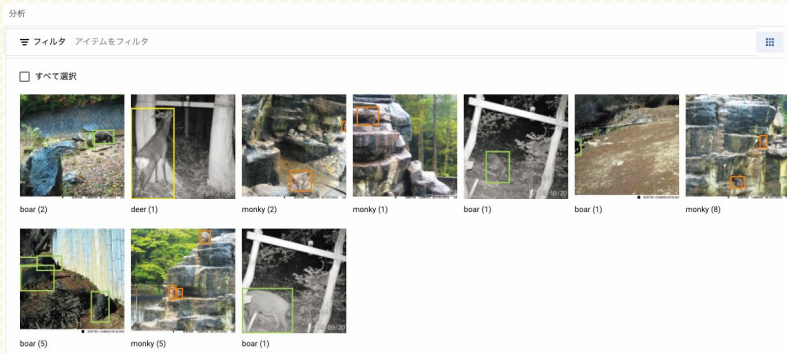 分析
フィルタ アイテムをフィルタ
すべて選択
boar (2) deer (1) monky (2) monky (1) boar (1) boar (1) monky (8)
boar (5) monky (5) boar (1)